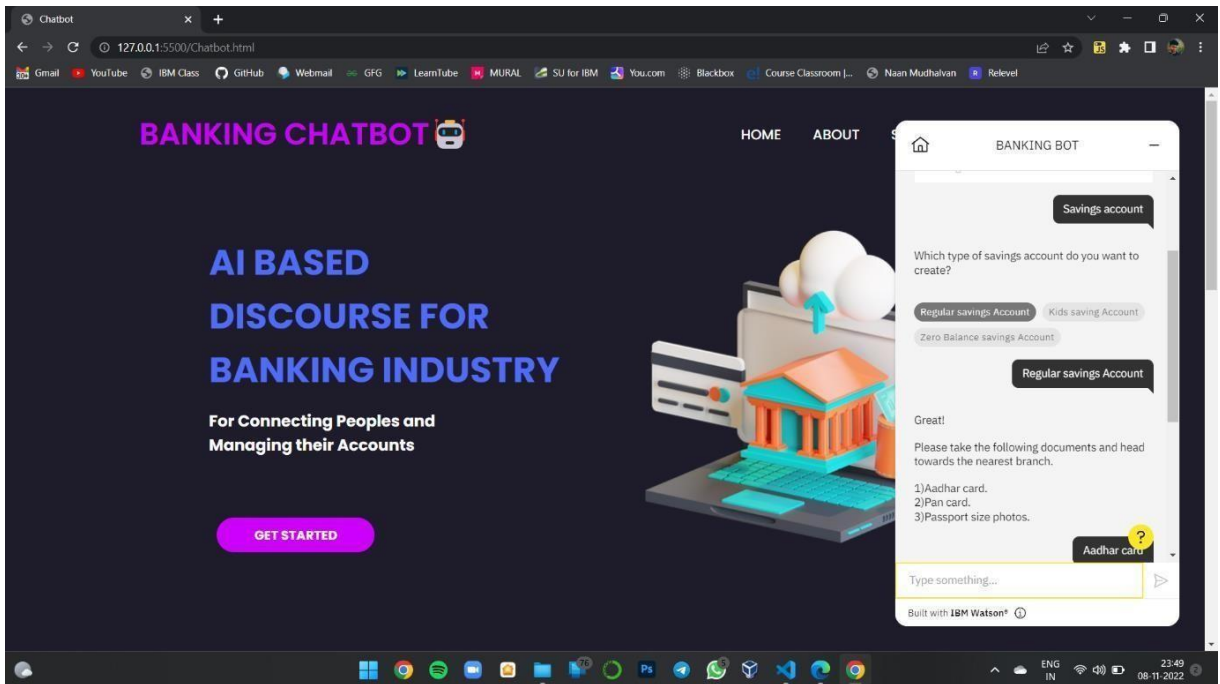 Chatbot
127.0.0.1:5500/Chatbot.html
Gmail YouTube IBM Class GitHub Webmail GFG LearnTube MURAL SU for IBM You.com Blackbox Course Classroom |... Naan Mudhalvan Relevel
BANKING CHATBOT
HOME ABOUT S
AI BASED
DISCOURSE FOR
BANKING INDUSTRY
For Connecting Peoples and
Managing their Accounts
GET STARTED
BANKING BOT
Savings account
Which type of savings account do you want to
create?
Regular savings Account Kids saving Account
Zero Balance savings Account
Regular savings Account
Great!
Please take the following documents and head
towards the nearest branch.
1)Aadhar card.
2)Pan card.
3)Passport size photos.
?
Aadhar card
Type something...
Built with IBM Watson®
ENG
IN
23:49
08-11-2022